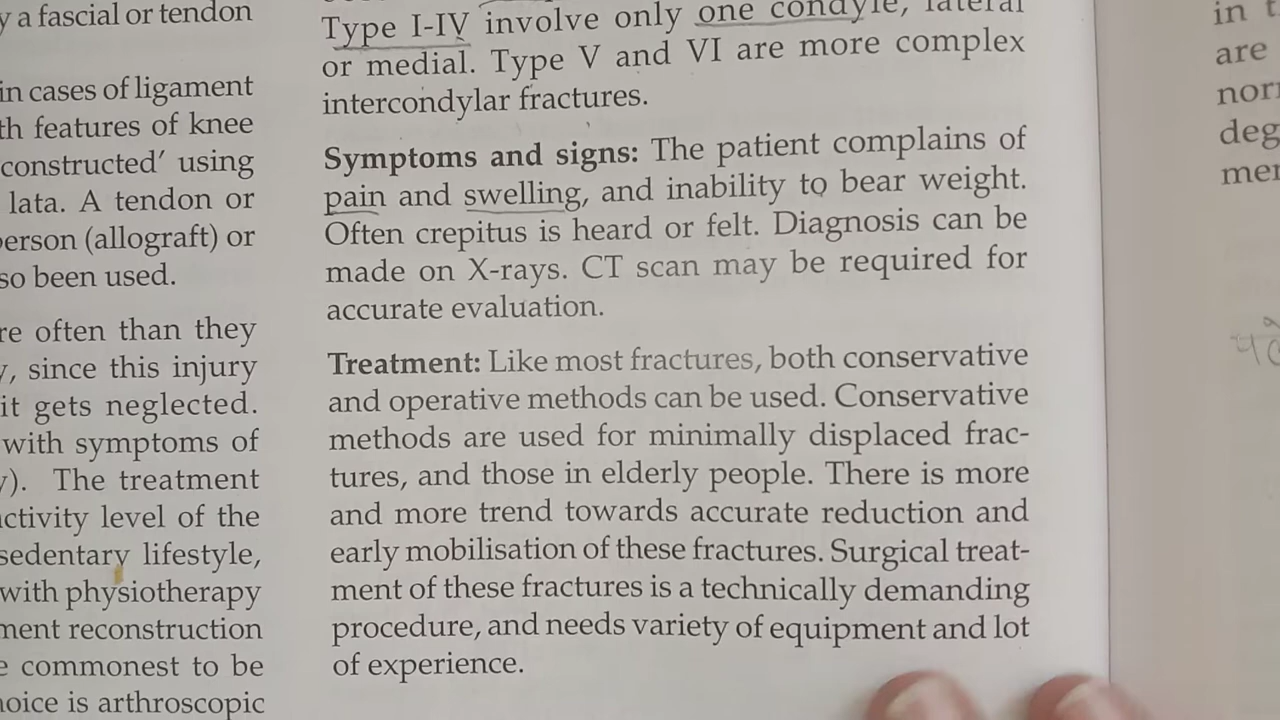 y a fascial or tendon
in cases of ligament
th features of knee
constructed' using
lata. A tendon or
person (allograft) or
so been used.
re often than they
y, since this injury
it gets neglected.
with symptoms of
y). The treatment
activity level of the
sedentary lifestyle,
with physiotherapy
ment reconstruction
e commonest to be
hoice is arthroscopic
Type I-IV involve only one condyle, lateral
or medial. Type V and VI are more complex
intercondylar fractures.
Symptoms and signs: The patient complains of
pain and swelling, and inability to bear weight.
Often crepitus is heard or felt. Diagnosis can be
made on X-rays. CT scan may be required for
accurate evaluation.
Treatment: Like most fractures, both conservative
and operative methods can be used. Conservative
methods are used for minimally displaced frac-
tures, and those in elderly people. There is more
and more trend towards accurate reduction and
early mobilisation of these fractures. Surgical treat-
ment of these fractures is a technically demanding
procedure, and needs variety of equipment and lot
of experience.
in t
are
nor
deg
mer